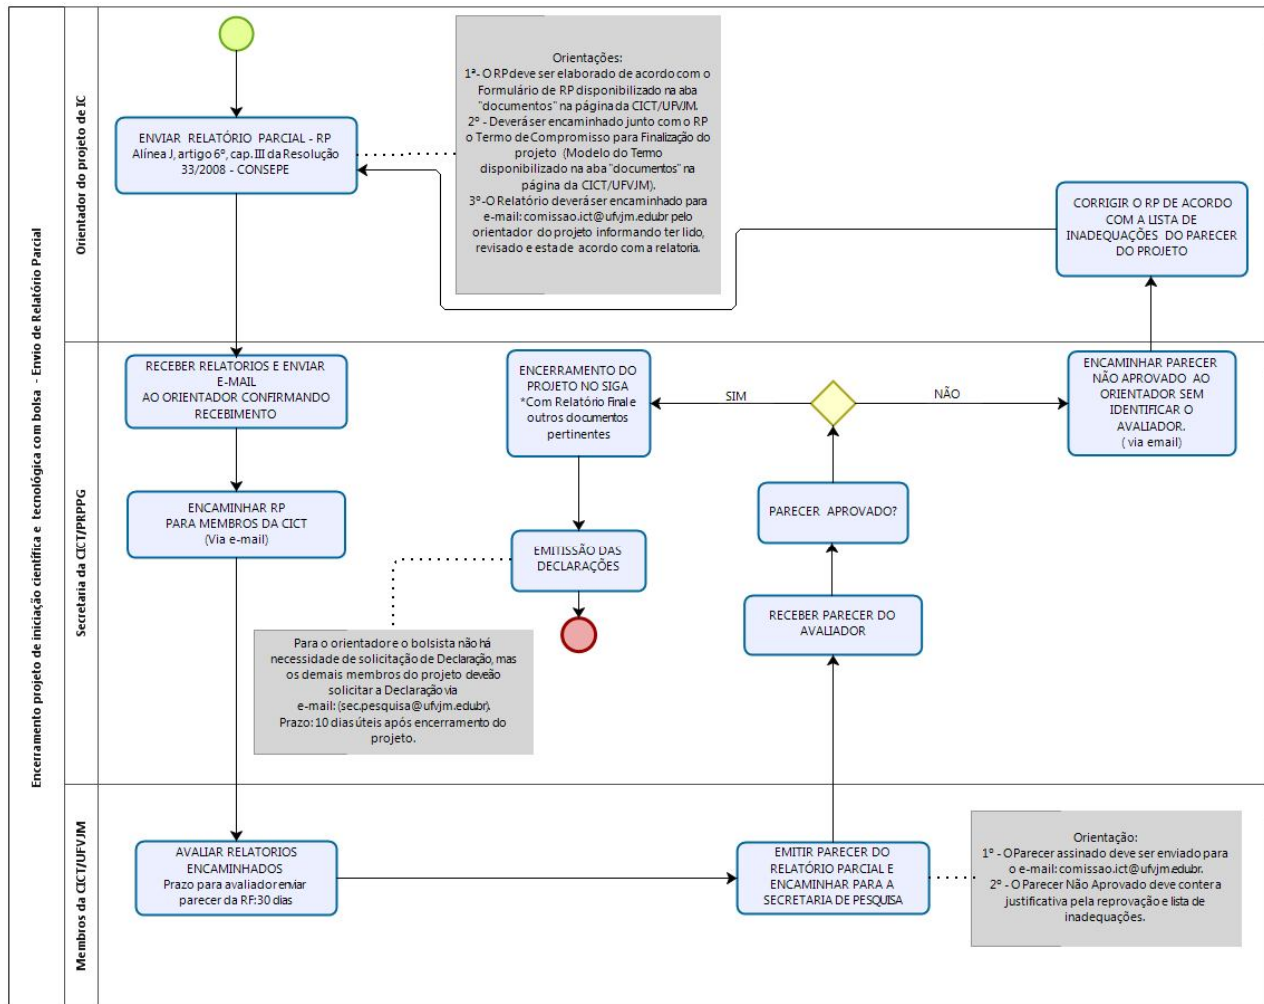 Encerramento projeto de iniciação científica e tecnológica com bolsa - Envio de Relatório Parcial
Orientador do projeto de IC
ENVIAR RELATÓRIO PARCIAL - RP
Alínea J, artigo 6º, cap. III da Resolução
33/2008 - CONSEPE
Orientações:
1ª- O RP deve ser elaborado de acordo com o
Formulário de RP disponibilizado na aba
"documentos" na página da CICT/UFVJM.
2º - Deverá ser encaminhado junto com o RP
o Termo de Compromisso para Finalização do
projeto (Modelo do Termo
disponibilizado na aba "documentos" na
página da CICT/UFVJM).
3º -O Relatório deverá ser encaminhado para
e-mail: comissao.ict@ufvjm.edu.br pelo
orientador do projeto informando ter lido,
revisado e esta de acordo com a relatoria.
CORRIGIR O RP DE ACORDO
COM A LISTA DE
INADEQUAÇÕES DO PARECER
DO PROJETO
Secretaria da CICT/PRPPG
RECEBER RELATORIOS E ENVIAR
E-MAIL
AO ORIENTADOR CONFIRMANDO
RECEBIMENTO
ENCAMINHAR RP
PARA MEMBROS DA CICT
(Via e-mail)
ENCERRAMENTO DO
PROJETO NO SIGA
*Com Relatório Final e
outros documentos
pertinentes
SIM
NÃO
ENCAMINHAR PARECER
NÃO APROVADO AO
ORIENTADOR SEM
IDENTIFICAR O
AVALIADOR.
( via email)
PARECER APROVADO?
EMITISSÃO DAS
DECLARAÇÕES
RECEBER PARECER DO
AVALIADOR
Para o orientador e o bolsista não há
necessidade de solicitação de Declaração, mas
os demais membros do projeto deveão
solicitar a Declaração via
e-mail: (sec.pesquisa@ufvjm.edu.br).
Prazo: 10 dias úteis após encerramento do
projeto.
Membros da CICT/UFVJM
AVALIAR RELATORIOS
ENCAMINHADOS
Prazo para avaliador enviar
parecer da RF:30 dias
EMITIR PARECER DO
RELATÓRIO PARCIAL E
ENCAMINHAR PARA A
SECRETARIA DE PESQUISA
Orientação:
1º - O Parecer assinado deve ser enviado para
o e-mail: comissao.ict@ufvjm.edu.br.
2º - O Parecer Não Aprovado deve conter a
justificativa pela reprovação e lista de
inadequações.